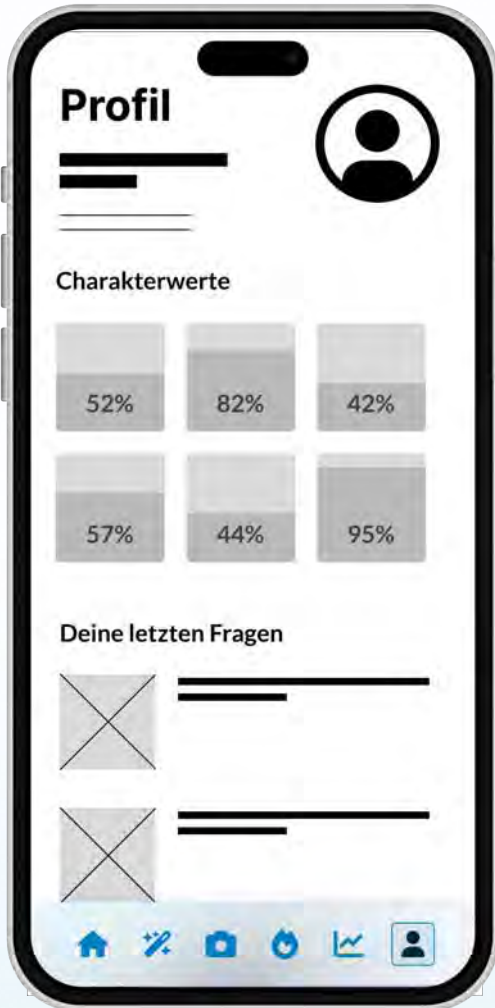 Profil
Charakterwerte
52% 82% 42%
57% 44% 95%
Deine letzten Fragen